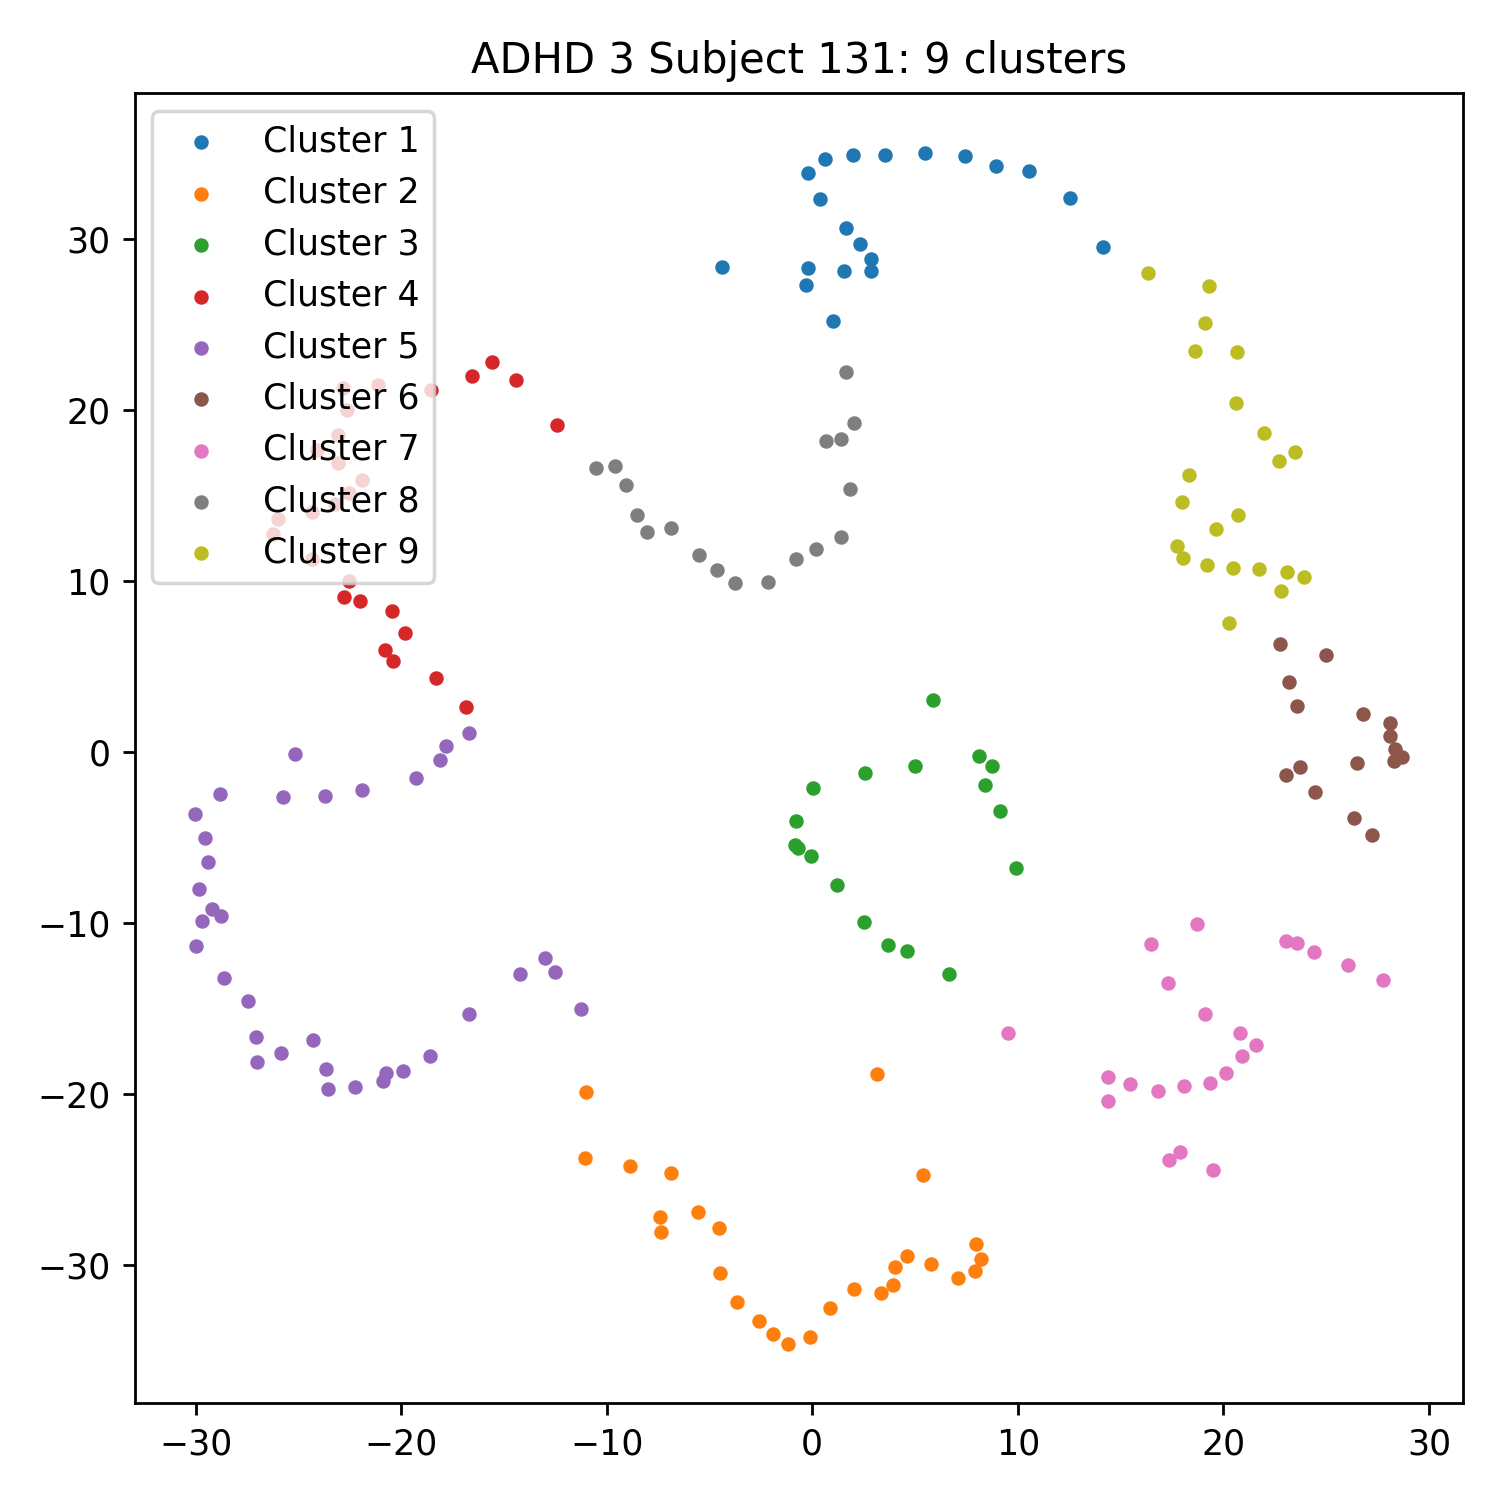 ADHD 3 Subject 131: 9 clusters
Cluster 1
Cluster 2
Cluster 3
Cluster 4
Cluster 5
Cluster 6
Cluster 7
Cluster 8
Cluster 9
30
20
10
0
−10
−20
−30
−30 −20 −10 0 10 20 30